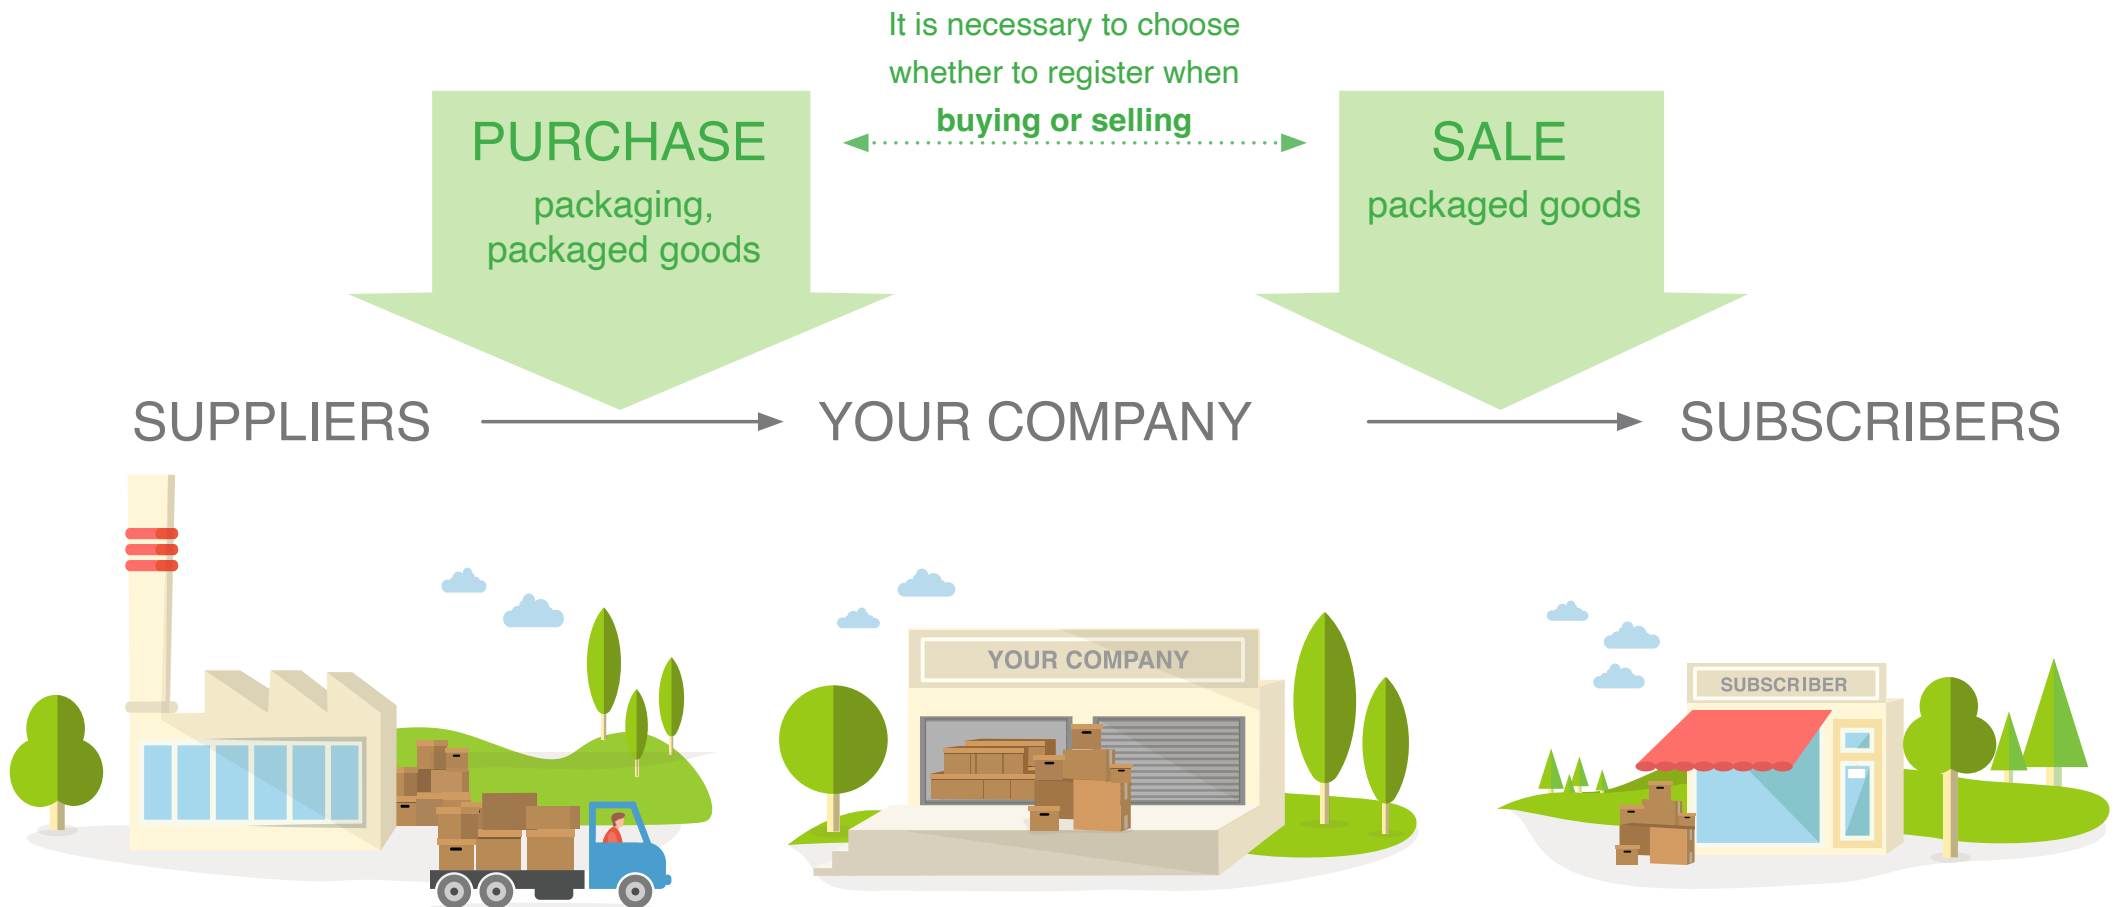 It is necessary to choose
whether to register when
buying or selling
PURCHASE
packaging,
packaged goods
SALE
packaged goods
SUPPLIERS
YOUR COMPANY
SUBSCRIBERS
YOUR COMPANY
SUBSCRIBER